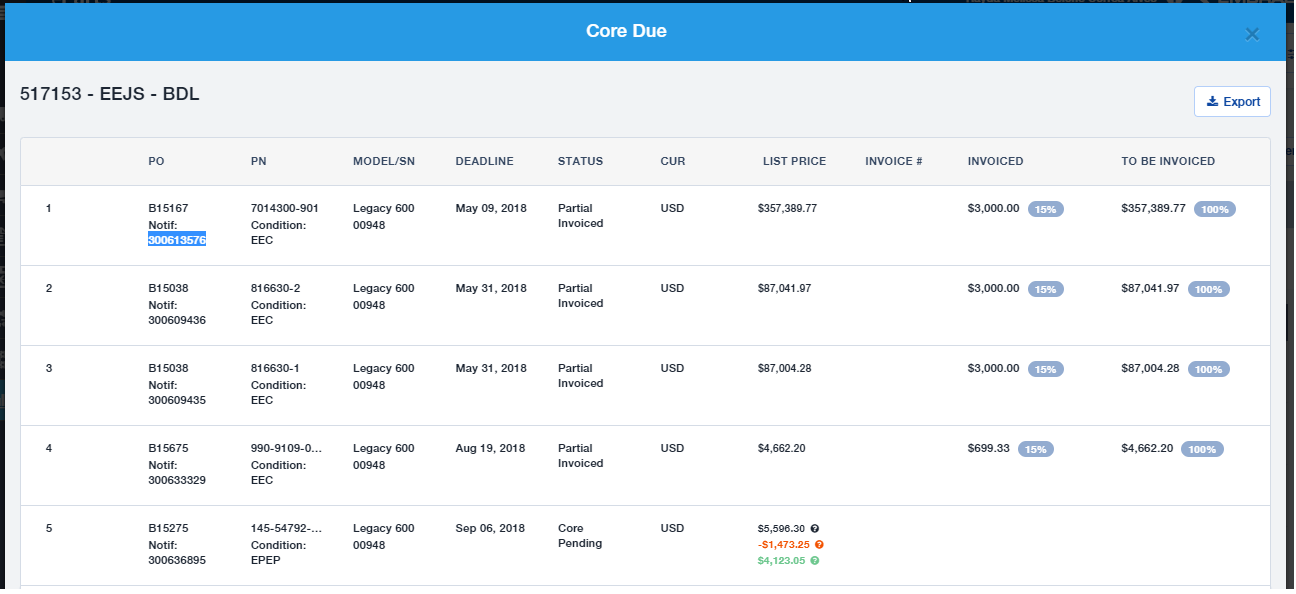 Core Due
517153 - EEJS - BDL
Export
PO PN MODEL/SN DEADLINE STATUS CUR LIST PRICE INVOICE # INVOICED TO BE INVOICED
1 B15167 7014300-901 Legacy 600 May 09, 2018 Partial USD $357,389.77 $3,000.00 15% $357,389.77 100%
Notif: Condition: 00948 Invoiced
300613576 EEC
2 B15038 816630-2 Legacy 600 May 31, 2018 Partial USD $87,041.97 $3,000.00 15% $87,041.97 100%
Notif: Condition: 00948 Invoiced
300609436 EEC
3 B15038 816630-1 Legacy 600 May 31, 2018 Partial USD $87,004.28 $3,000.00 15% $87,004.28 100%
Notif: Condition: 00948 Invoiced
300609435 EEC
4 B15675 990-9109-0... Legacy 600 Aug 19, 2018 Partial USD $4,662.20 $699.33 15% $4,662.20 100%
Notif: Condition: 00948 Invoiced
300633329 EEC
5 B15275 145-54792-... Legacy 600 Sep 06, 2018 Core USD $5,596.30
Notif: Condition: 00948 Pending -$1,473.25
300636895 EPEP $4,123.05